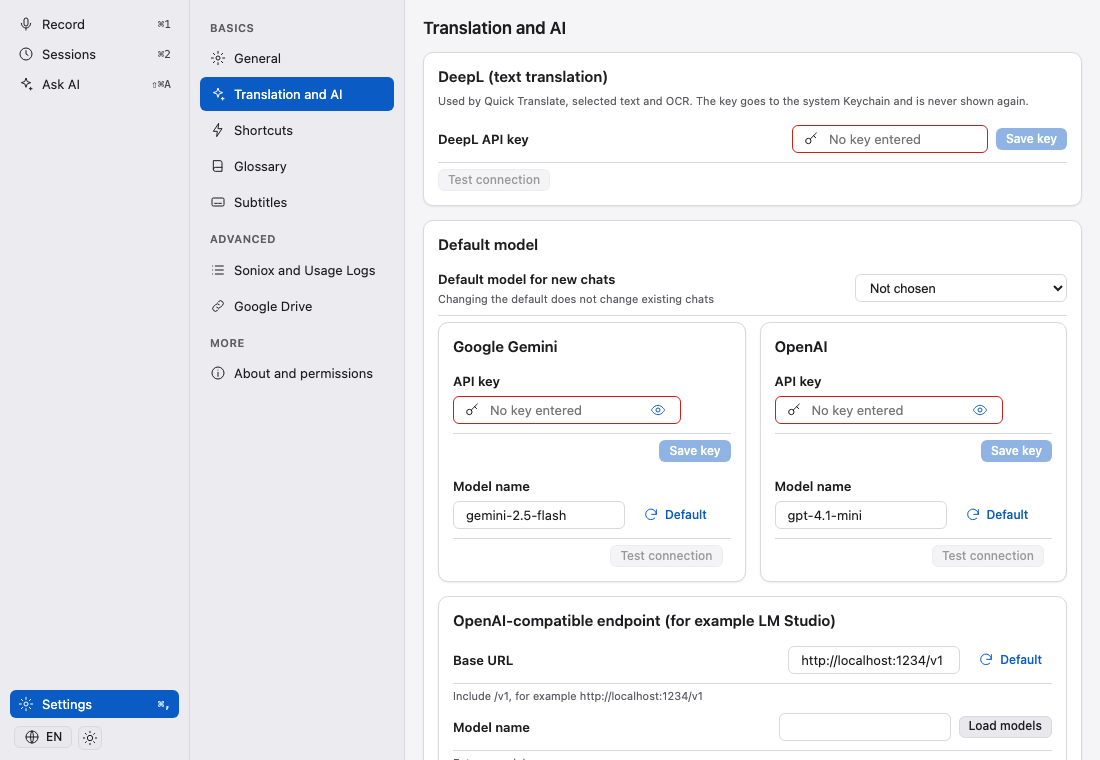 Record ⌘1
Sessions ⌘2
Ask AI ⇧⌘A
Settings ⌘,
EN
BASICS
General
Translation and AI
Shortcuts
Glossary
Subtitles
ADVANCED
Soniox and Usage Logs
Google Drive
MORE
About and permissions
Translation and AI
DeepL (text translation)
Used by Quick Translate, selected text and OCR. The key goes to the system Keychain and is never shown again.
DeepL API key No key entered Save key
Test connection
Default model
Default model for new chats
Changing the default does not change existing chats
Not chosen
Google Gemini
API key
No key entered
Save key
Model name
gemini-2.5-flash Default
Test connection
OpenAI
API key
No key entered
Save key
Model name
gpt-4.1-mini Default
Test connection
OpenAI-compatible endpoint (for example LM Studio)
Base URL http://localhost:1234/v1 Default
Include /v1, for example http://localhost:1234/v1
Model name Load models